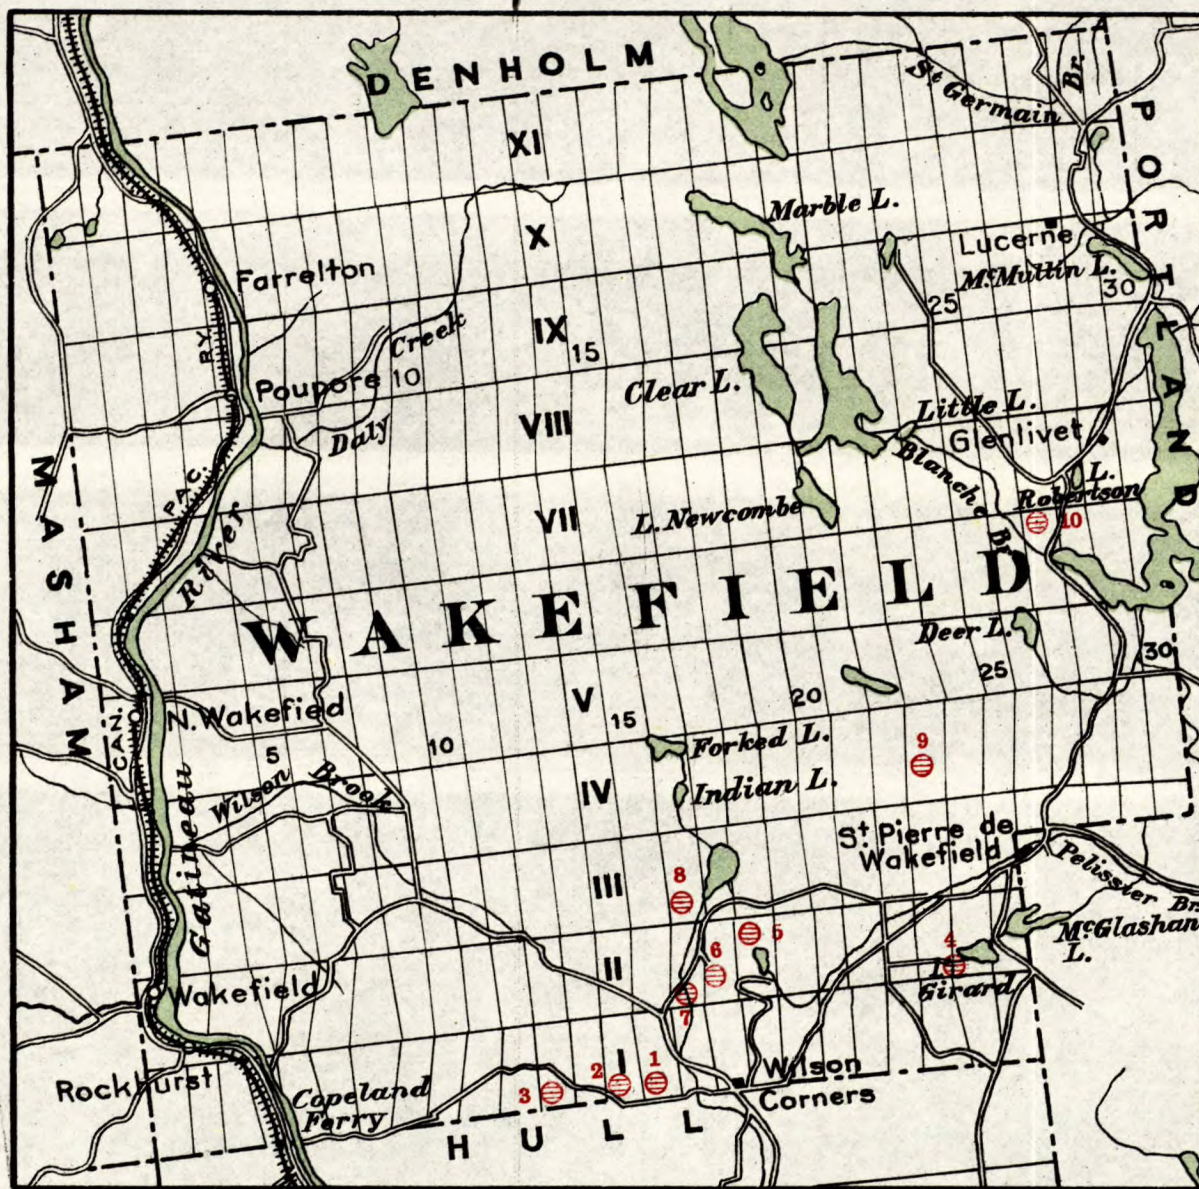 DENHOLM
St Germain Br.
PORTLAND
XI
Marble L.
X
Lucerne
McMullin L.
30
25
Farrelton
Creek
IX
15
RY.
Poupore 10
Clear L.
Daly
VIII
Little L.
Glenlivet
Blanche Br.
L.
Robertson
10
MASHAM
P.A.C.
River
VII
L. Newcombe
WAKEFIELD
Deer L.
30
25
20
V
15
N. Wakefield
CAN.
10
5
Forked L.
9
Wilson Brook
IV
Indian L.
Gatineau
St Pierre de
Wakefield
Pelissier Br.
III
8
McGlashan
L.
5
4
6
II
L.
Girard
Wakefield
7
I
1
2
3
Rockhurst
Wilson
Corners
Copeland
Ferry
HULL